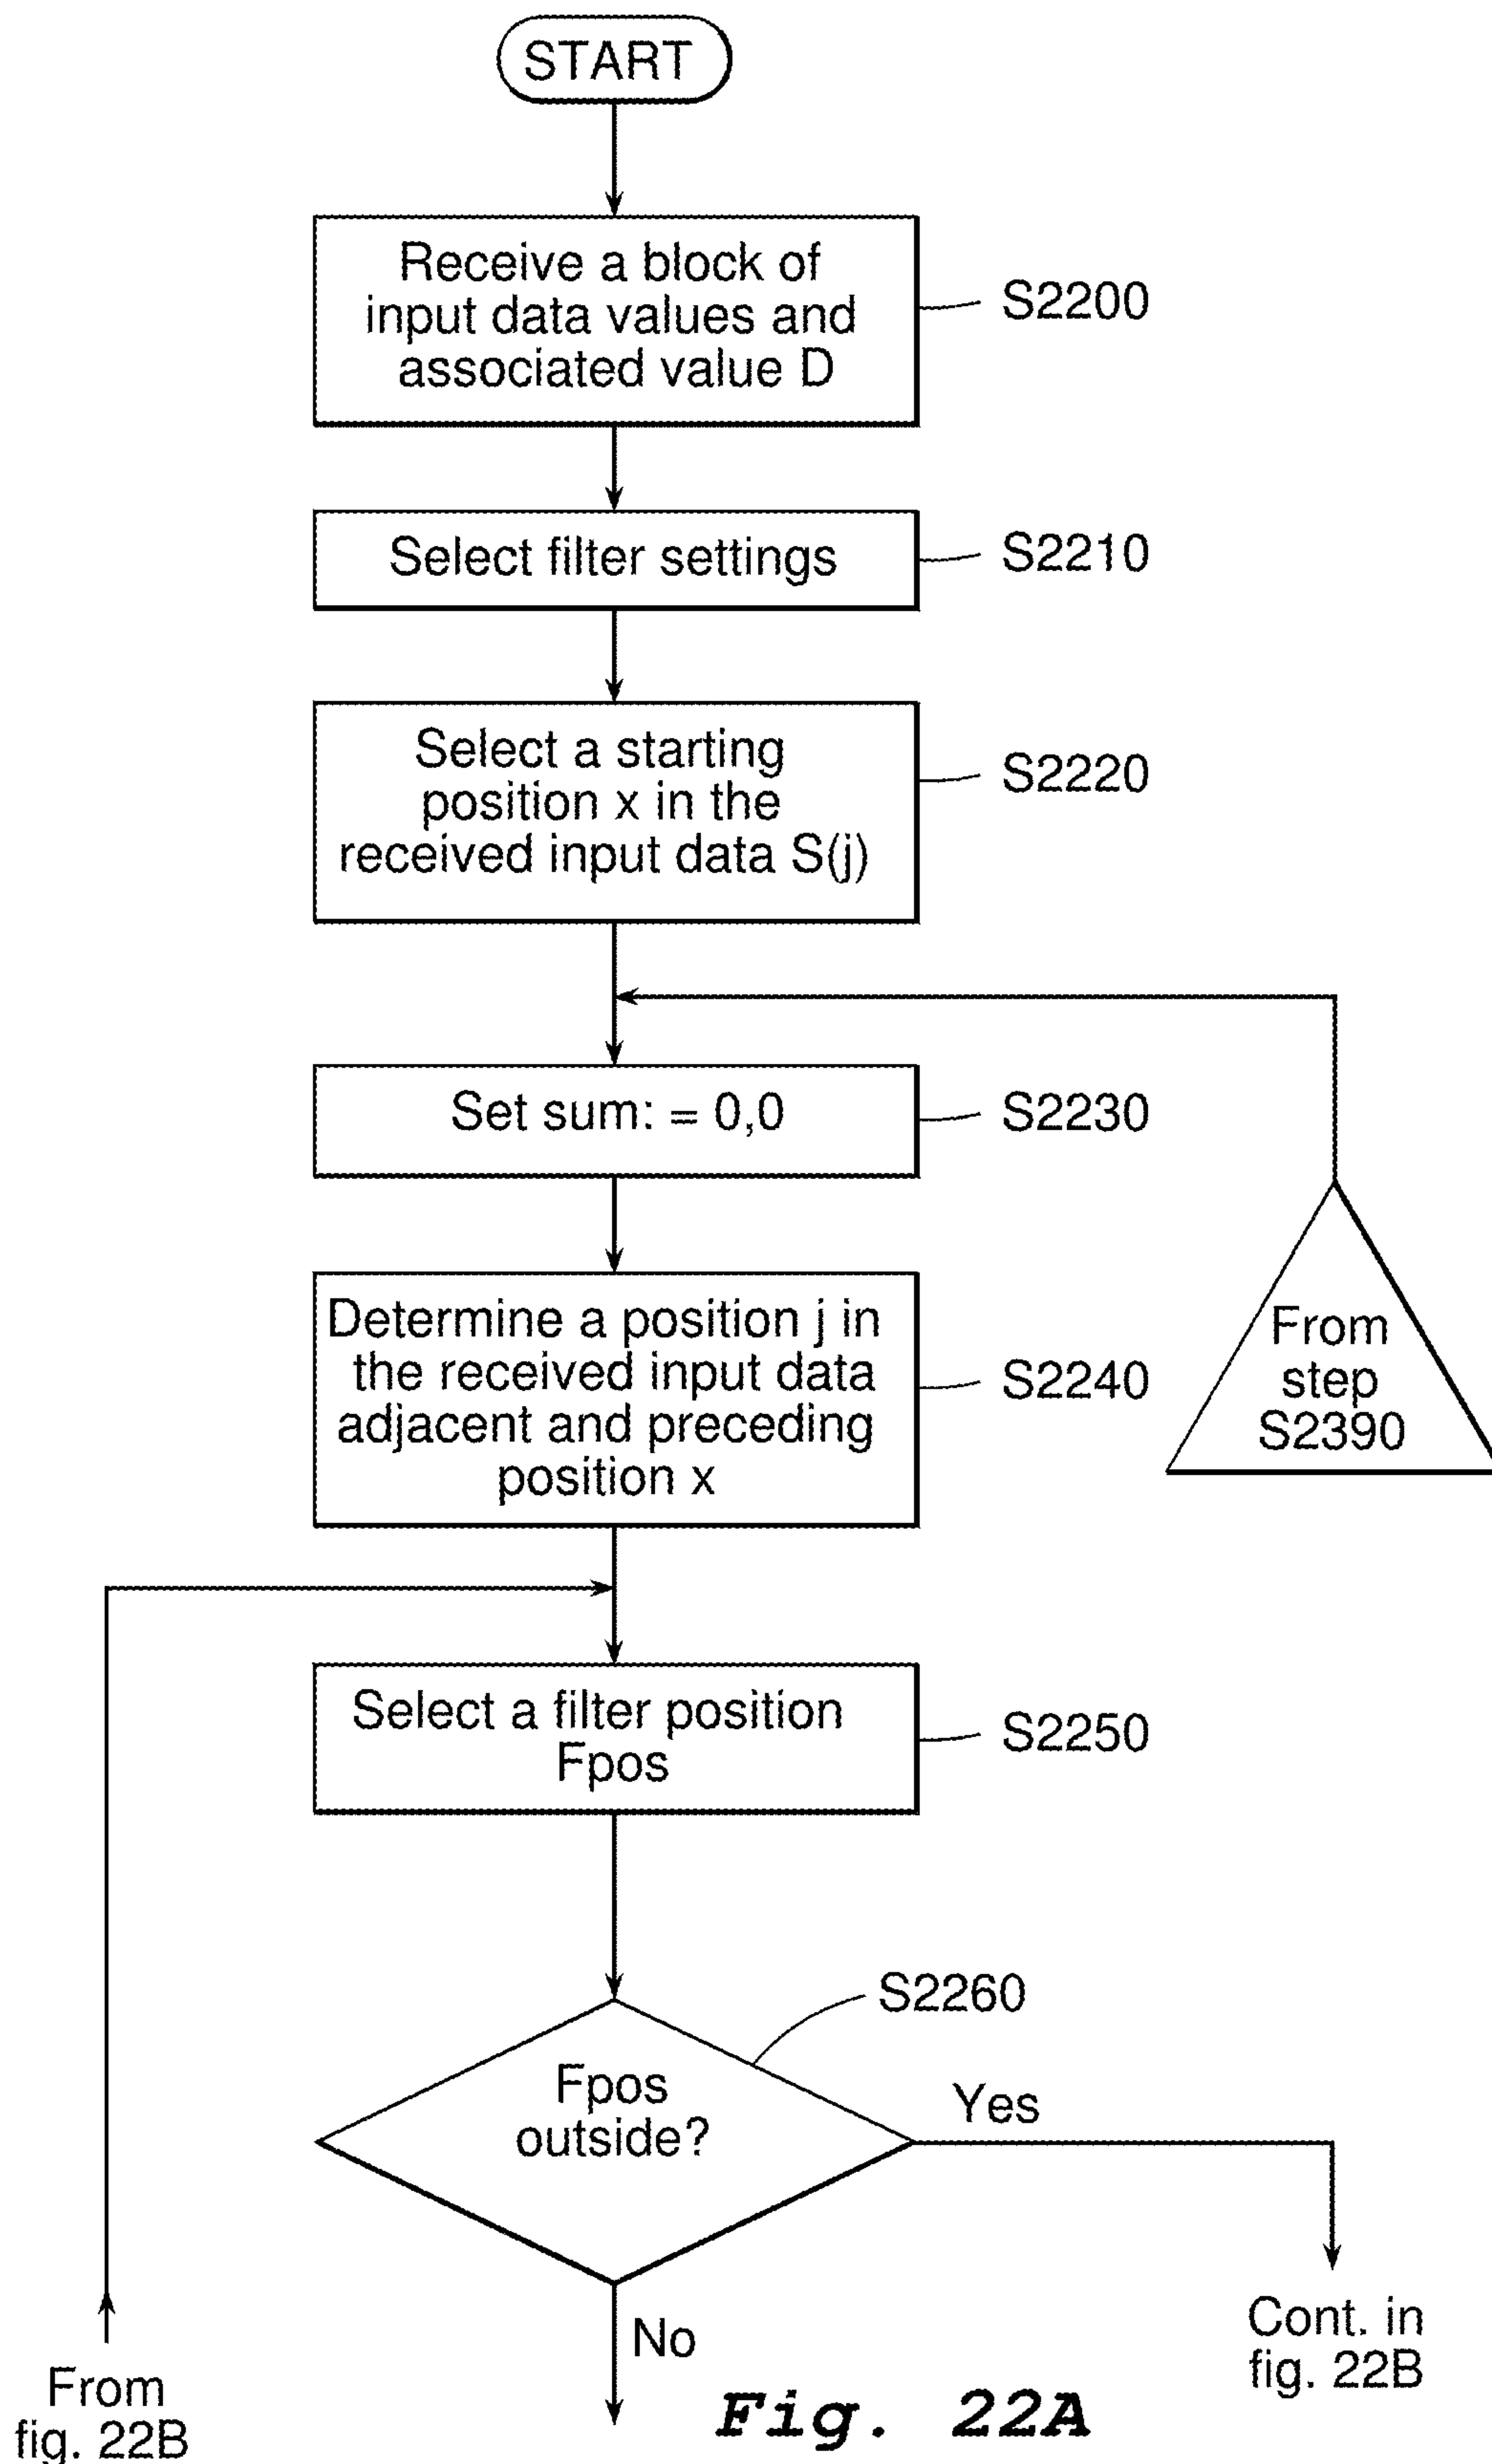 START
Receive a block of
input data values and
associated value D
S2200
Select filter settings
S2210
Select a starting
position x in the
received input data S(j)
S2220
Set sum: = 0,0
S2230
Determine a position j in
the received input data
adjacent and preceding
position x
S2240
From
step
S2390
Select a filter position
Fpos
S2250
S2260
Fpos
outside?
Yes
No
Cont. in
fig. 22B
From
fig. 22B
Fig. 22A